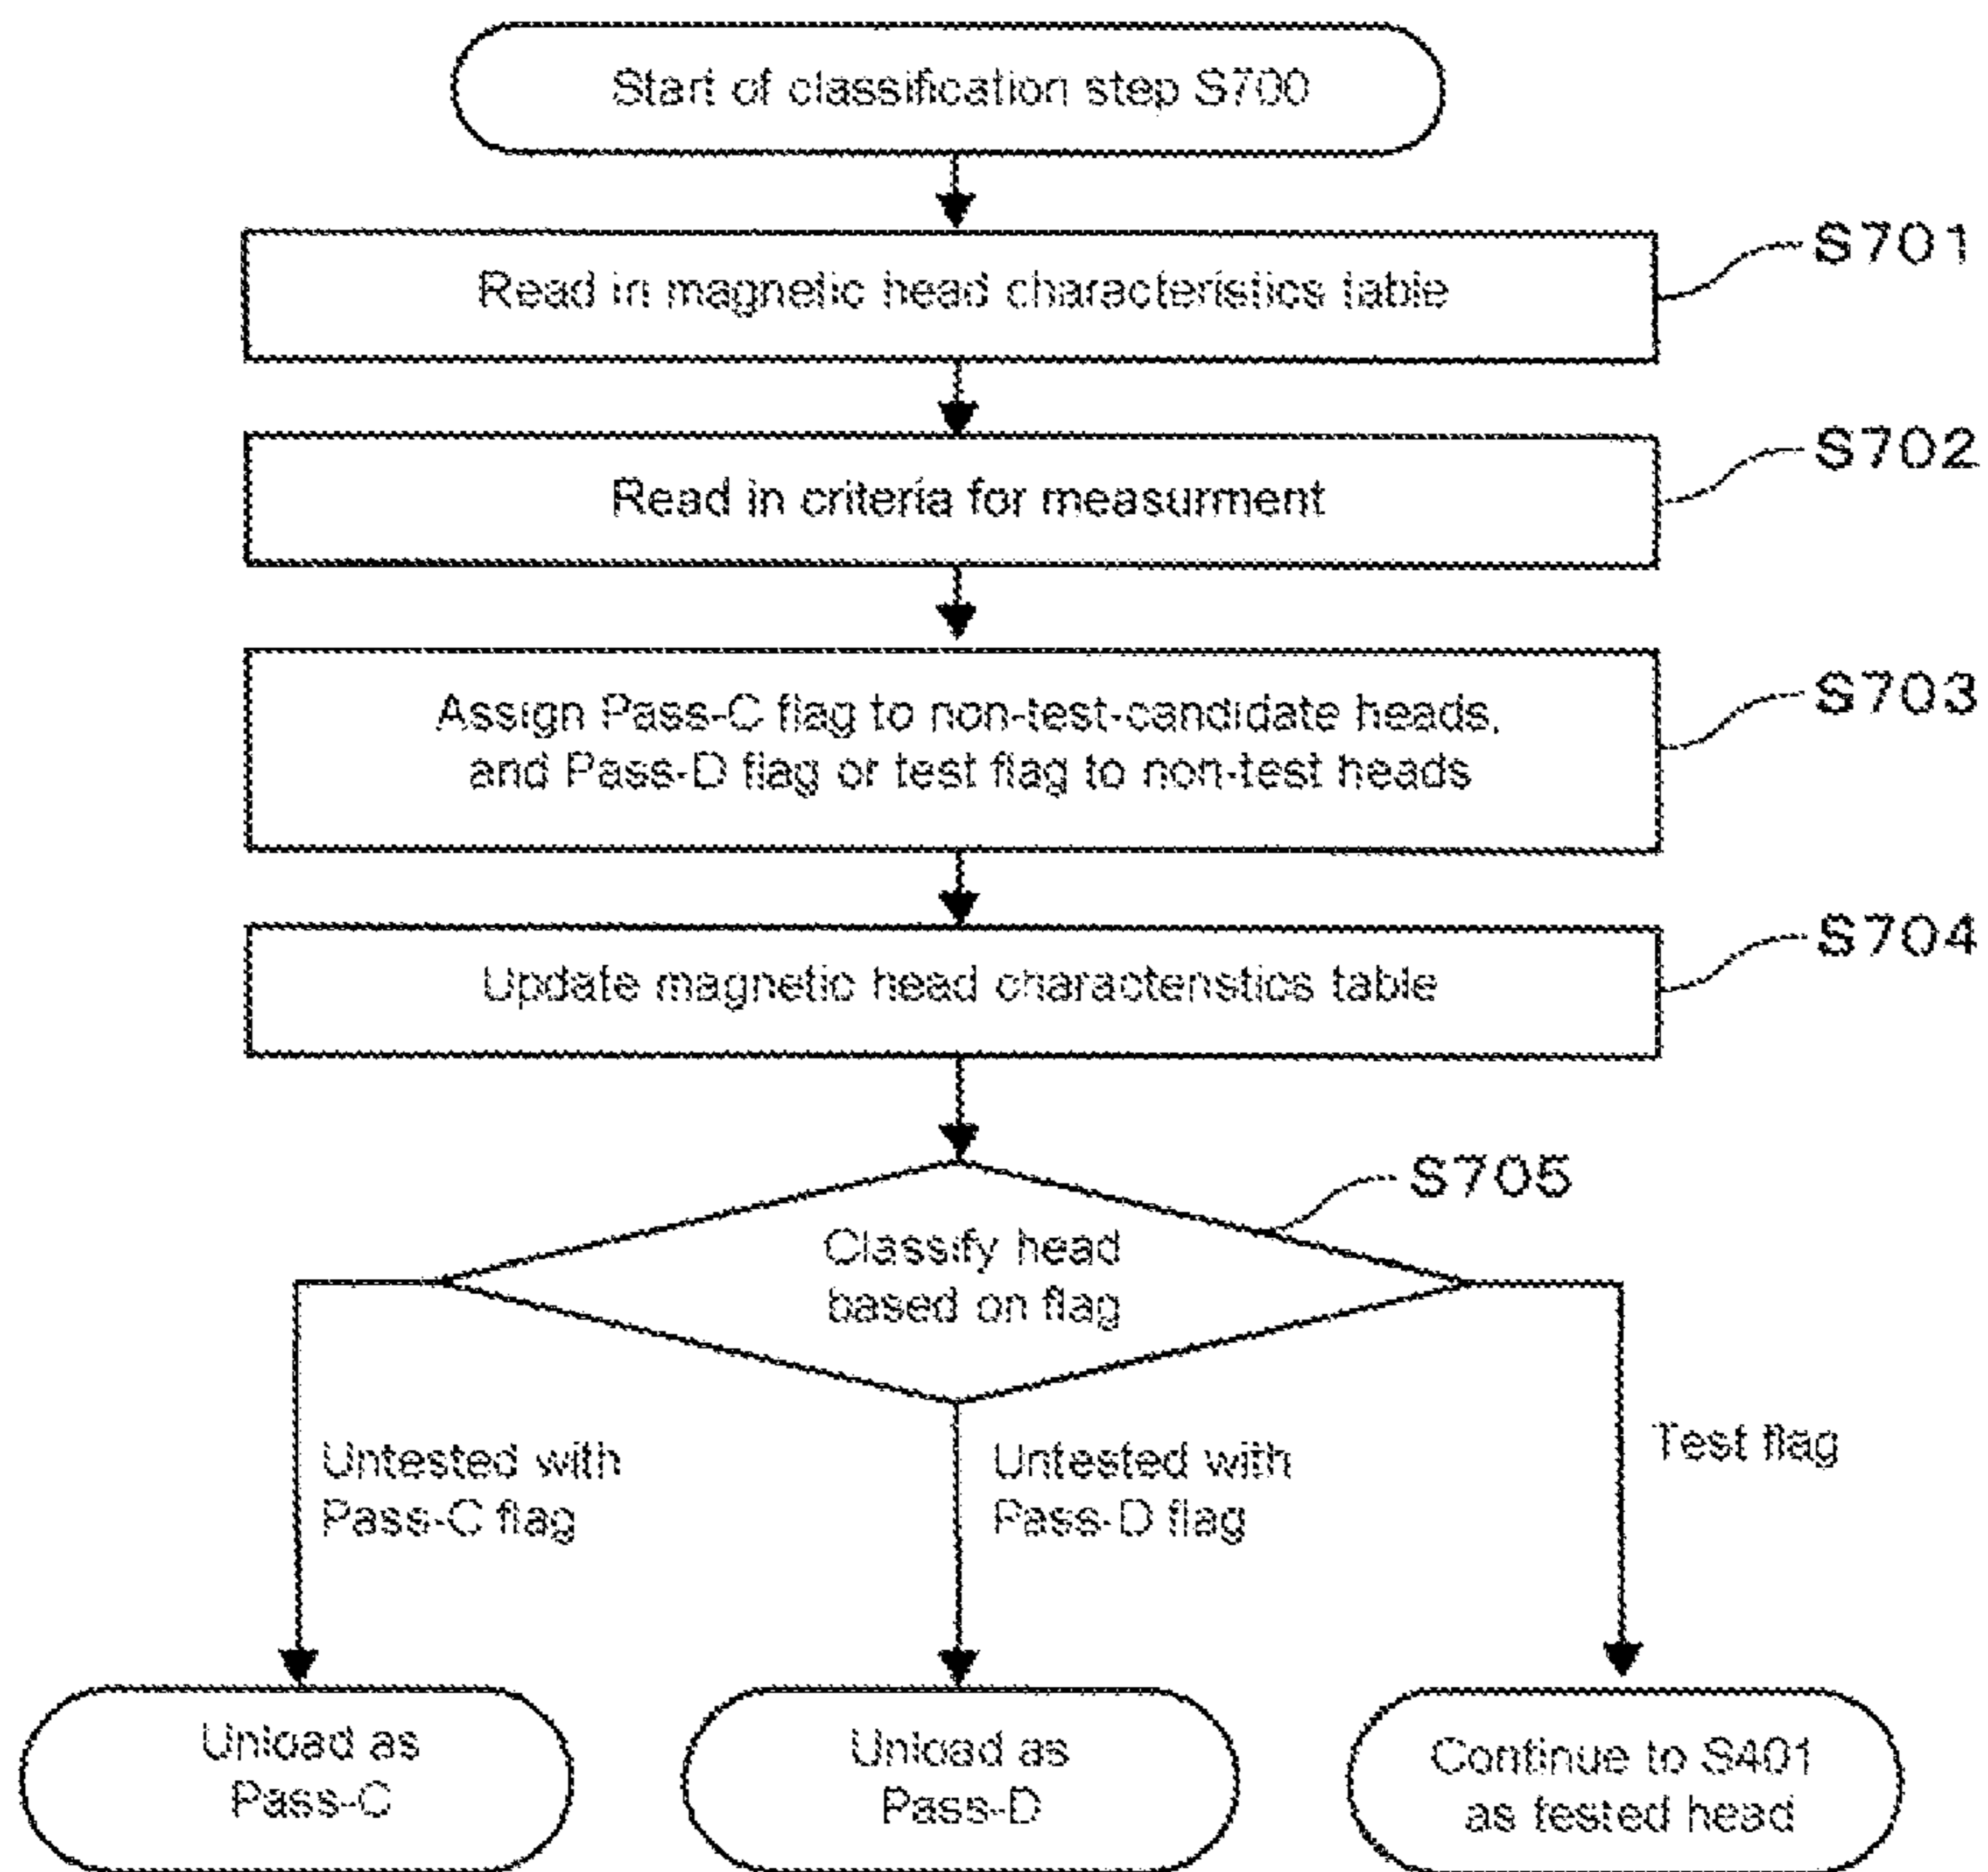 Start of classification step S700
Read in magnetic head characteristics table
S701
Read in criteria for measurment
S702
Assign Pass-C flag to non-test-candidate heads,
and Pass-D flag or test flag to non-test heads
S703
Update magnetic head characteristics table
S704
S705
Classify head
based on flag
Untested with
Pass-C flag
Untested with
Pass-D flag
Test flag
Unload as
Pass-C
Unload as
Pass-D
Continue to S401
as tested head